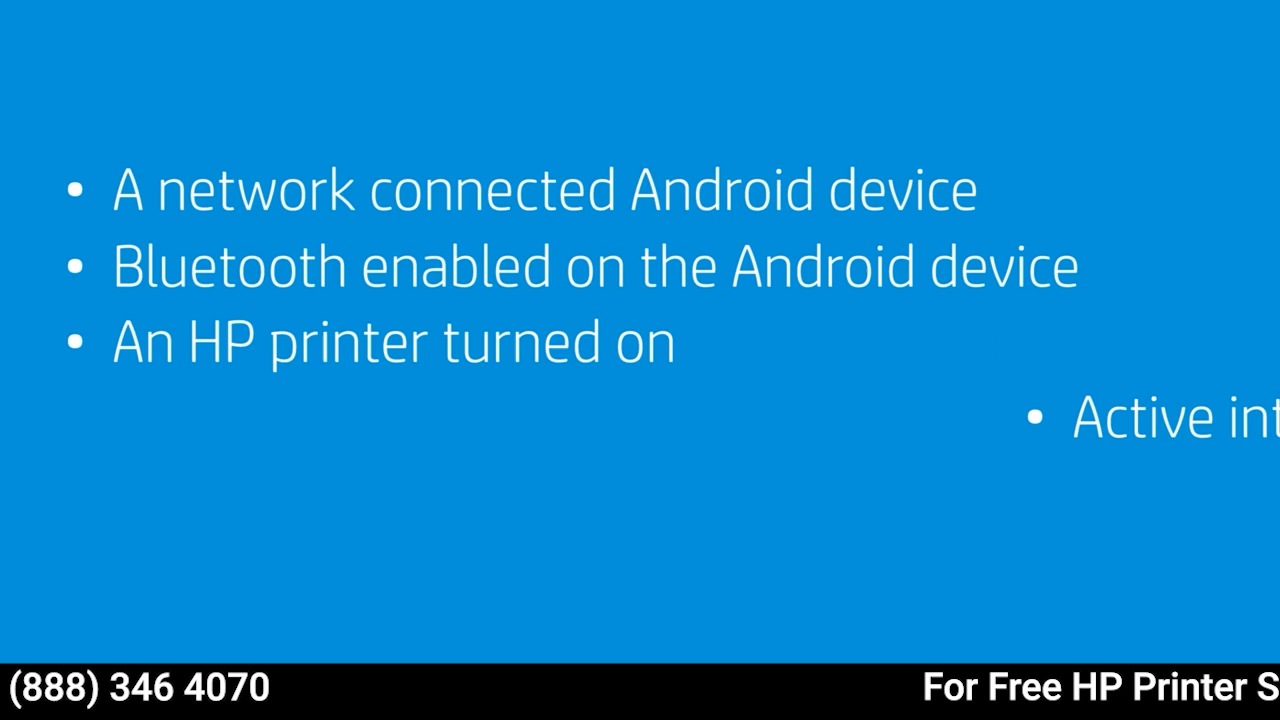 • A network connected Android device
• Bluetooth enabled on the Android device
• An HP printer turned on
• Active
(888) 346 4070
For Free HP Printer